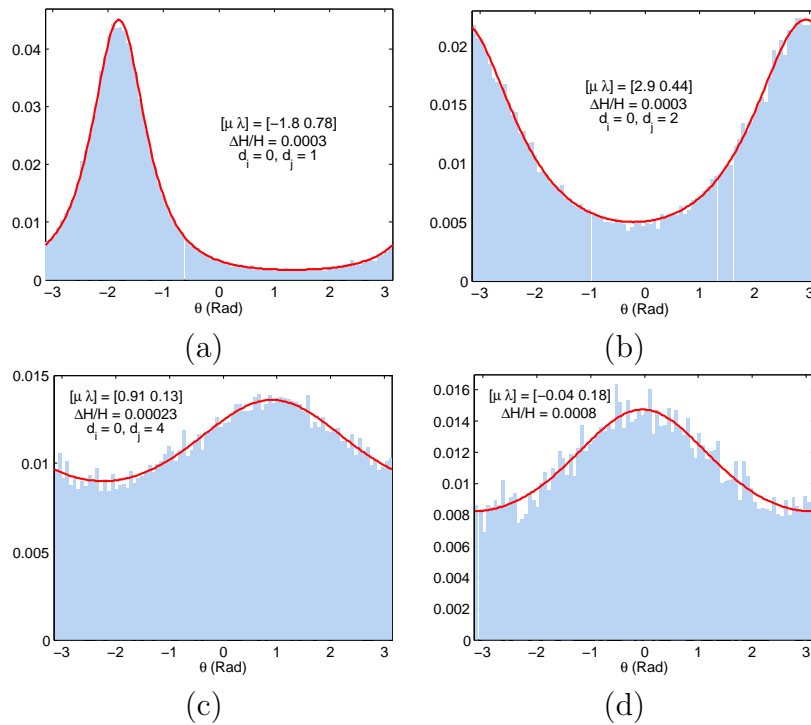 0.04
0.03
0.02
0.01
0
[μ λ] = [−1.8 0.78]
ΔH/H = 0.0003
d_i = 0, d_j = 1
−3 −2 −1 0 1 2 3
θ (Rad)
(a)
0.02
0.015
0.01
0.005
0
[μ λ] = [2.9 0.44]
ΔH/H = 0.0003
d_i = 0, d_j = 2
−3 −2 −1 0 1 2 3
θ (Rad)
(b)
0.015
0.01
0.005
0
[μ λ] = [0.91 0.13]
ΔH/H = 0.00023
d_i = 0, d_j = 4
−3 −2 −1 0 1 2 3
θ (Rad)
(c)
0.016
0.014
0.012
0.01
0.008
0.006
0.004
0.002
0
[μ λ] = [−0.04 0.18]
ΔH/H = 0.0008
−3 −2 −1 0 1 2 3
θ (Rad)
(d)